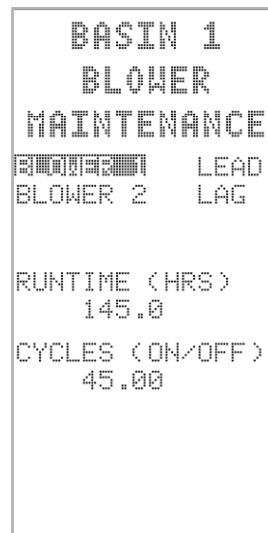 BASIN 1
BLOWER
MAINTENANCE
BLOWER 1 LEAD
BLOWER 2 LAG
RUNTIME (HRS)
145.0
CYCLES (ON/OFF)
45.00